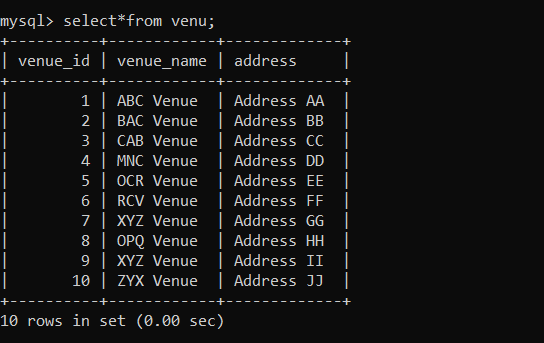 mysql> select*from venu;
+----------+------------+-------------+
| venue_id | venue_name | address     |
+----------+------------+-------------+
|        1 | ABC Venue  | Address AA  |
|        2 | BAC Venue  | Address BB  |
|        3 | CAB Venue  | Address CC  |
|        4 | MNC Venue  | Address DD  |
|        5 | OCR Venue  | Address EE  |
|        6 | RCV Venue  | Address FF  |
|        7 | XYZ Venue  | Address GG  |
|        8 | OPQ Venue  | Address HH  |
|        9 | XYZ Venue  | Address II  |
|       10 | ZYX Venue  | Address JJ  |
+----------+------------+-------------+
10 rows in set (0.00 sec)